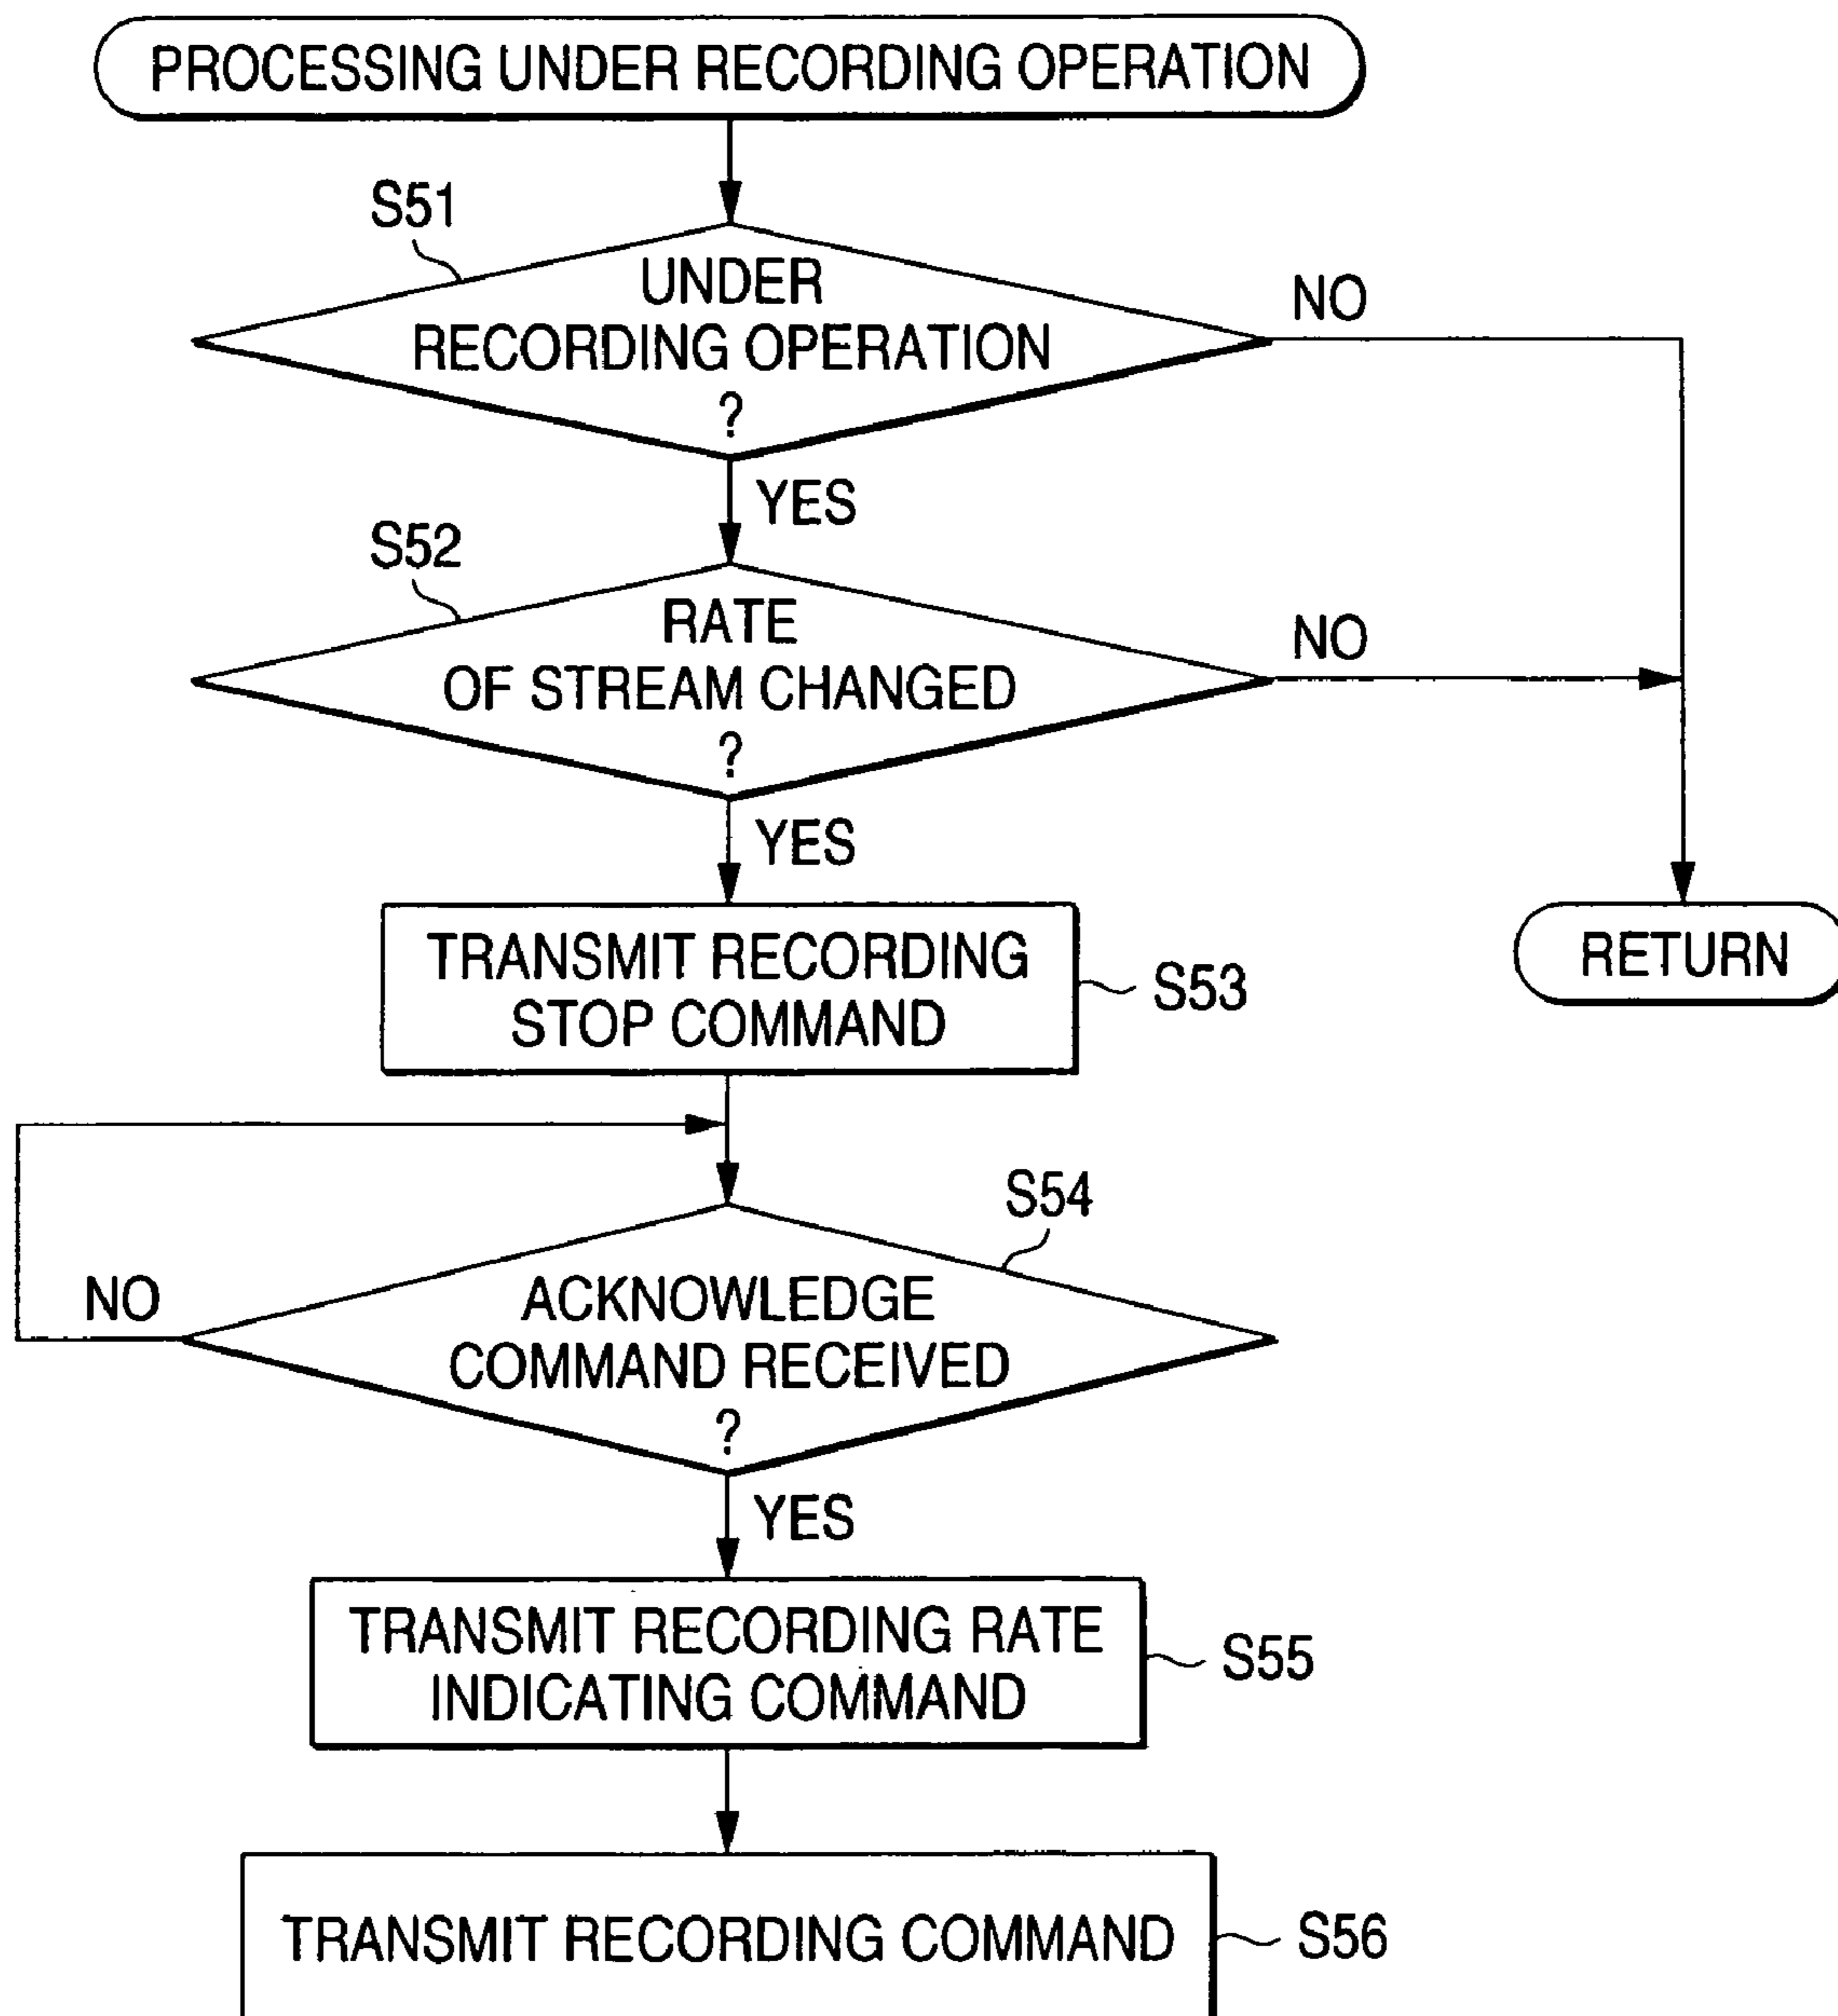 PROCESSING UNDER RECORDING OPERATION
S51
UNDER
RECORDING OPERATION
?
NO
YES
S52
RATE
OF STREAM CHANGED
?
NO
YES
TRANSMIT RECORDING
STOP COMMAND
S53
RETURN
S54
ACKNOWLEDGE
COMMAND RECEIVED
?
NO
YES
TRANSMIT RECORDING RATE
INDICATING COMMAND
S55
TRANSMIT RECORDING COMMAND
S56